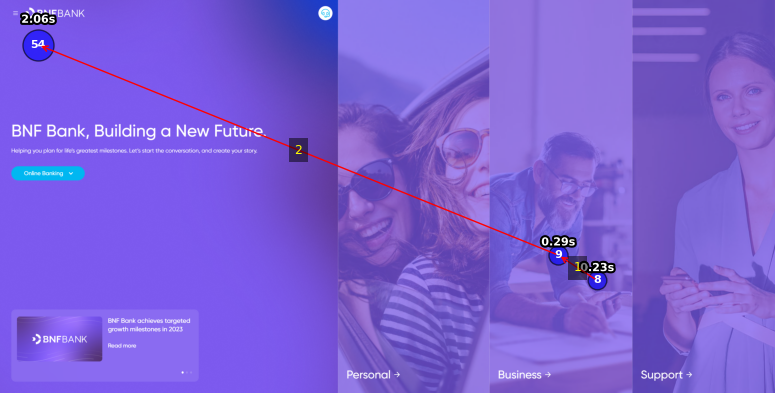 BNFBANK
2.06s
54
BNF Bank, Building a New Future.
Helping you plan for life's greatest milestones. Let's start the conversation, and create your story.
Online Banking
2
0.29s
9
1
0.23s
8
BNFBANK
BNF Bank achieves targeted
growth milestones in 2023
Read more
Personal →
Business →
Support →